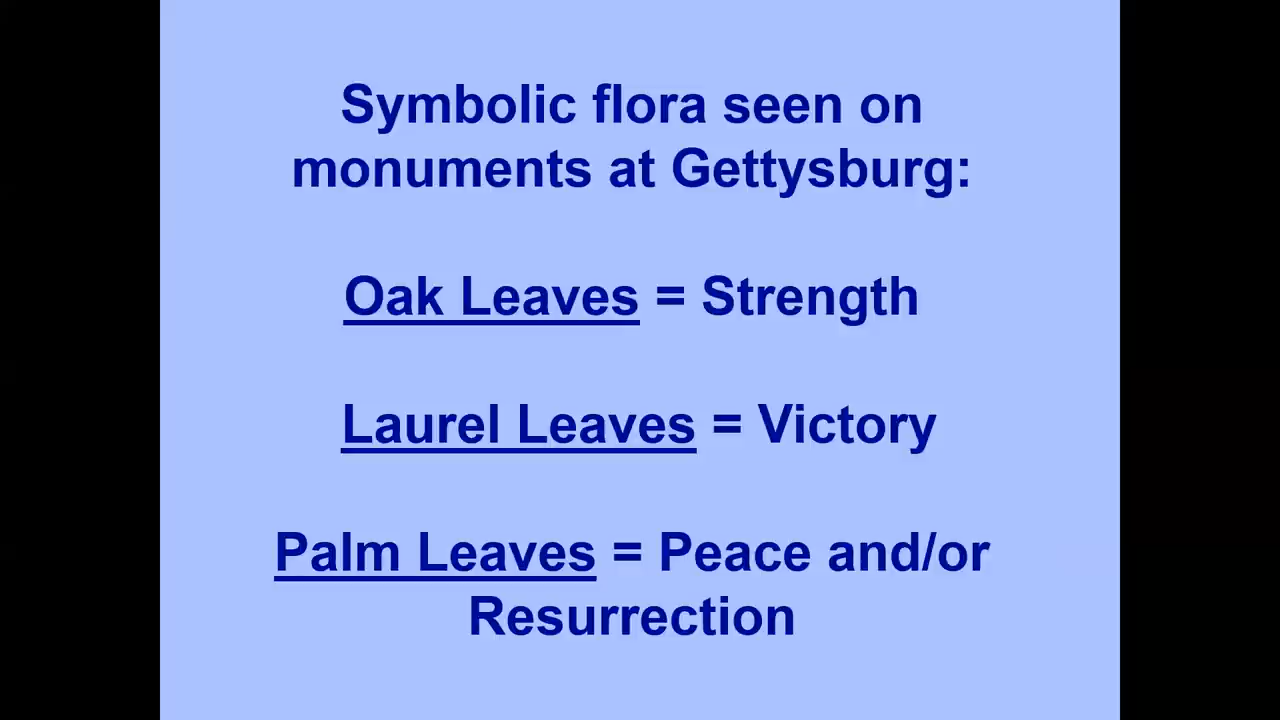 Symbolic flora seen on
monuments at Gettysburg:
Oak Leaves = Strength
Laurel Leaves = Victory
Palm Leaves = Peace and/or
Resurrection